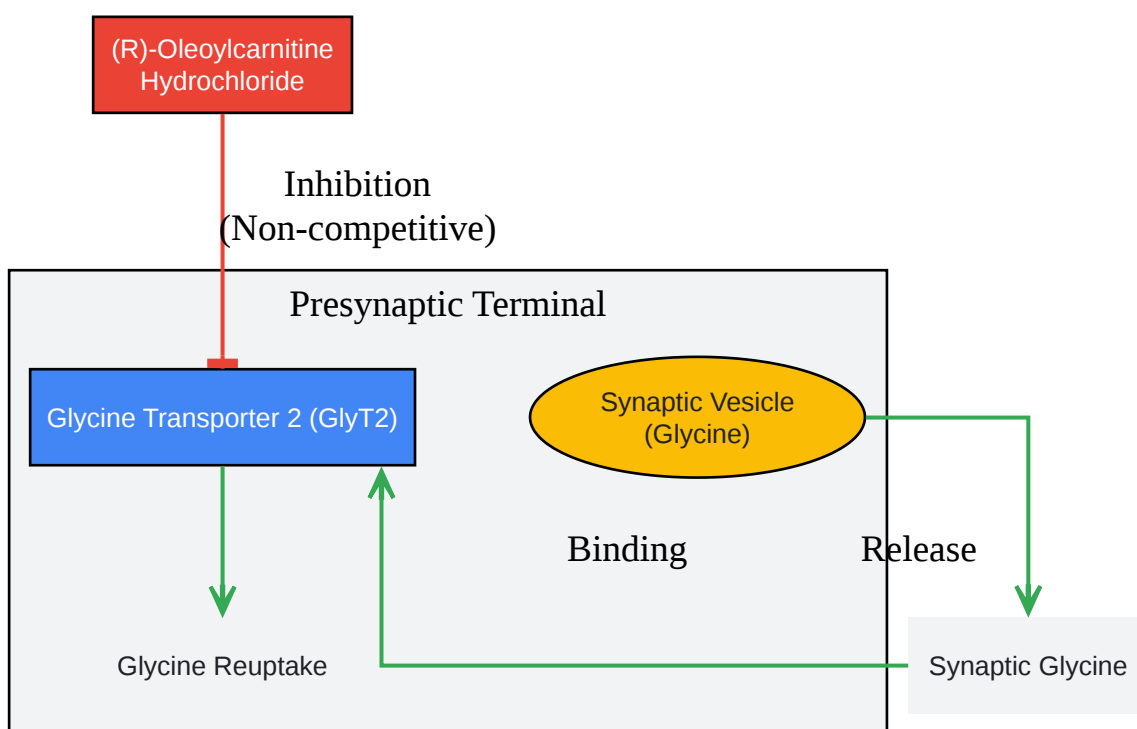 (R)-Oleoylcarnitine
Hydrochloride
Inhibition
(Non-competitive)
Presynaptic Terminal
Glycine Transporter 2 (GlyT2)
Synaptic Vesicle
(Glycine)
Binding
Release
Glycine Reuptake
Synaptic Glycine